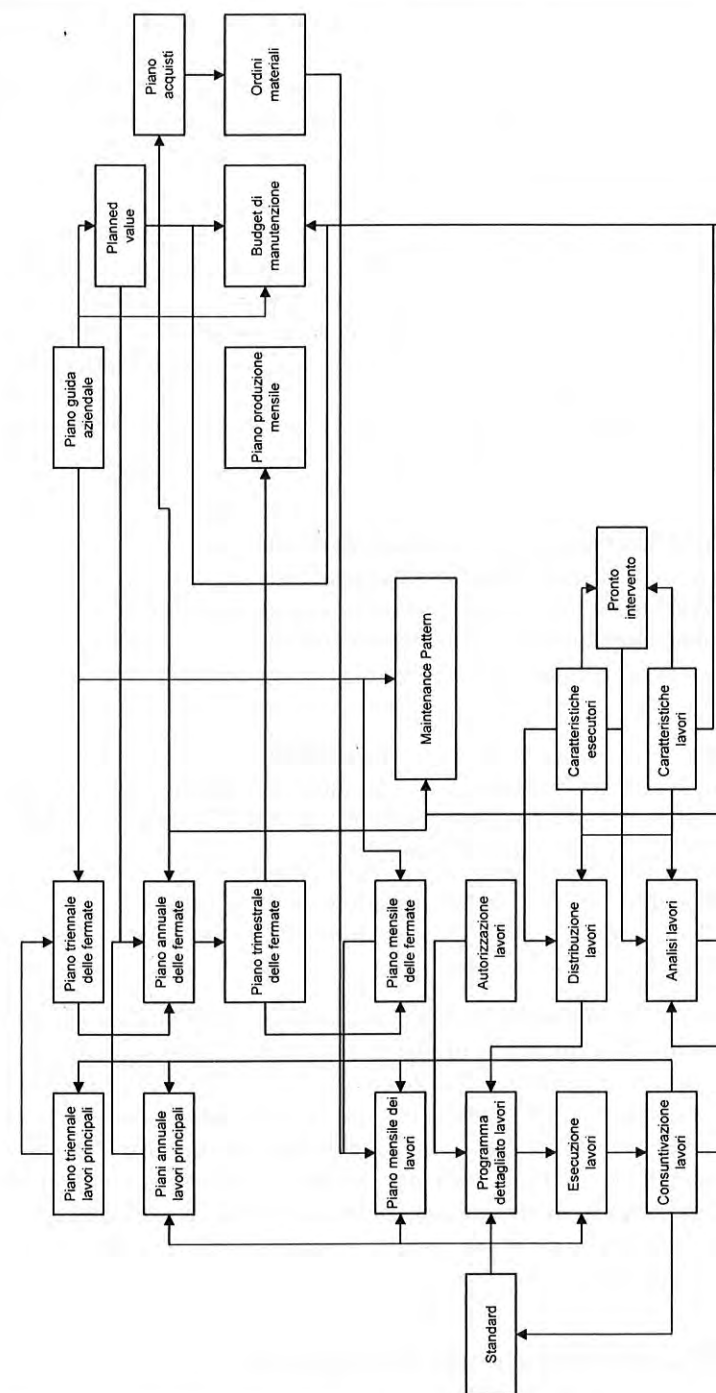 Piano triennale
lavori principali
Piani annuale
lavori principali
Piano mensile dei
lavori
Programma
dettagliato lavori
Esecuzione
lavori
Consuntivazione
lavori
Standard
Piano triennale
delle fermate
Piano annuale
delle fermate
Piano trimestrale
delle fermate
Piano mensile
delle fermate
Autorizzazione
lavori
Distribuzione
lavori
Analisi lavori
Maintenance Pattern
Caratteristiche
esecutori
Caratteristiche
lavori
Pronto
intervento
Piano guida
aziendale
Piano produzione
mensile
Planned
value
Budget di
manutenzione
Piano
acquisti
Ordini
materiali